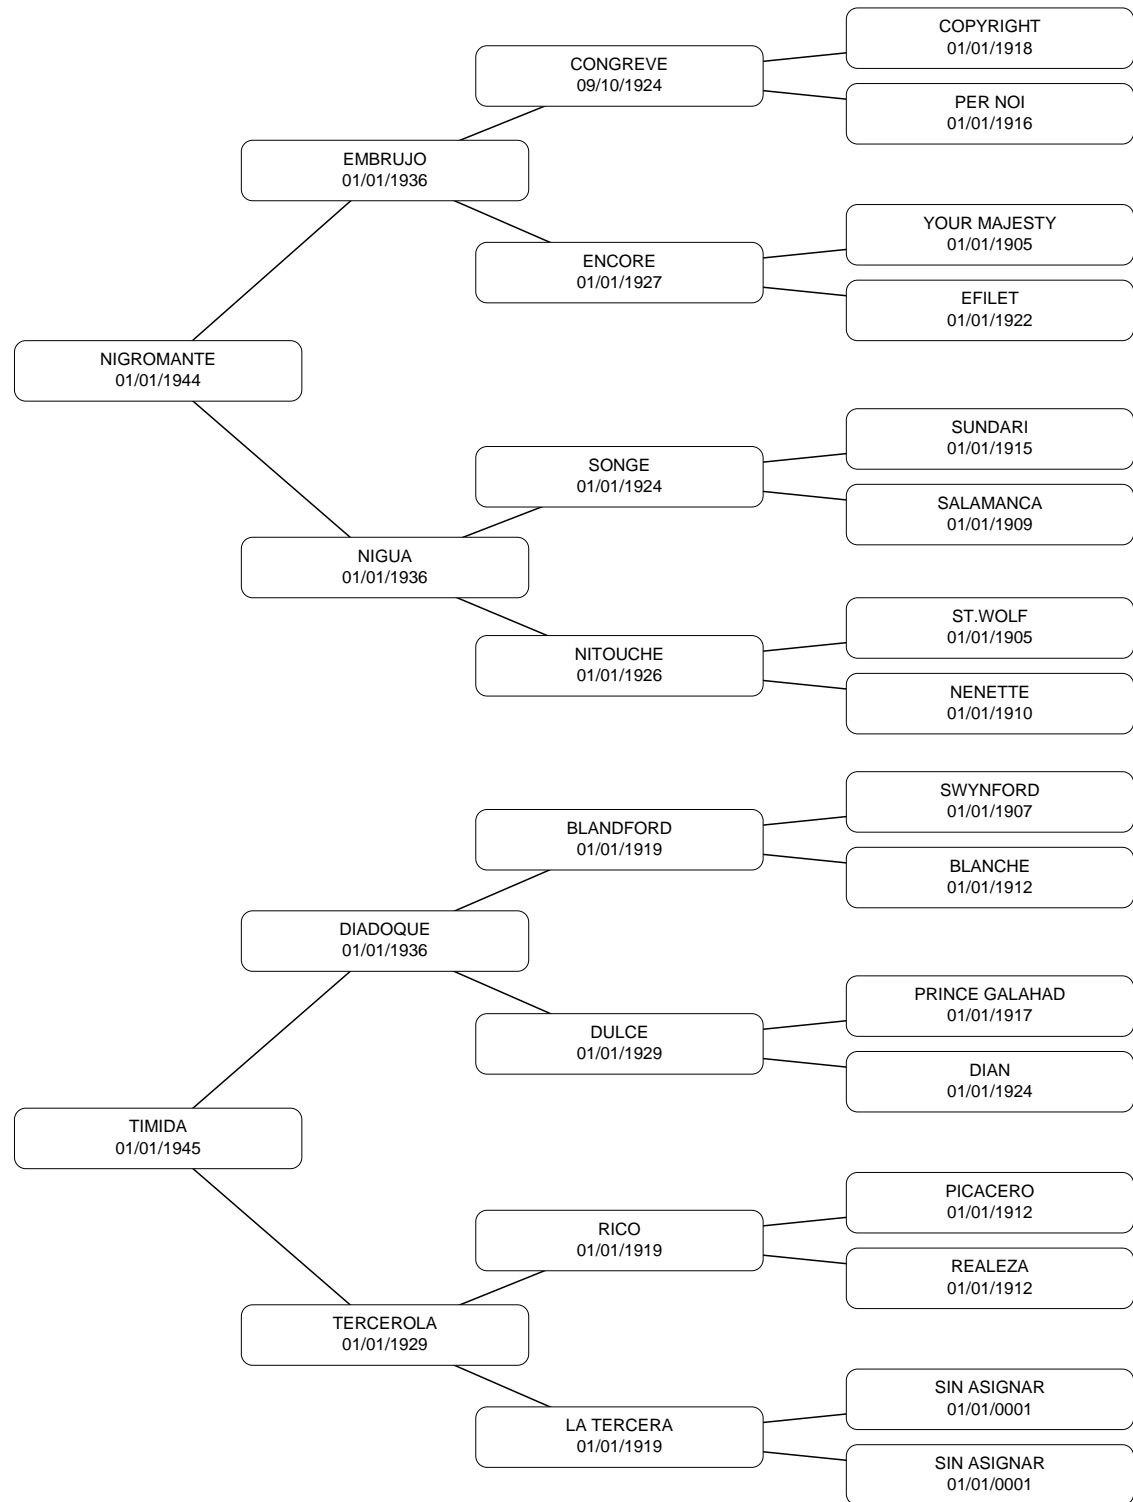 COPYRIGHT
01/01/1918
CONGREVE
09/10/1924
PER NOI
01/01/1916
EMBRUJO
01/01/1936
YOUR MAJESTY
01/01/1905
ENCORE
01/01/1927
EFILET
01/01/1922
NIGROMANTE
01/01/1944
SUNDARI
01/01/1915
SONGE
01/01/1924
SALAMANCA
01/01/1909
NIGUA
01/01/1936
ST.WOLF
01/01/1905
NITOUCHE
01/01/1926
NENETTE
01/01/1910
SWYNFORD
01/01/1907
BLANDFORD
01/01/1919
BLANCHE
01/01/1912
DIADOQUE
01/01/1936
PRINCE GALAHAD
01/01/1917
DULCE
01/01/1929
DIAN
01/01/1924
TIMIDA
01/01/1945
PICACERO
01/01/1912
RICO
01/01/1919
REALEZA
01/01/1912
TERCEROLA
01/01/1929
SIN ASIGNAR
01/01/0001
LA TERCERA
01/01/1919
SIN ASIGNAR
01/01/0001